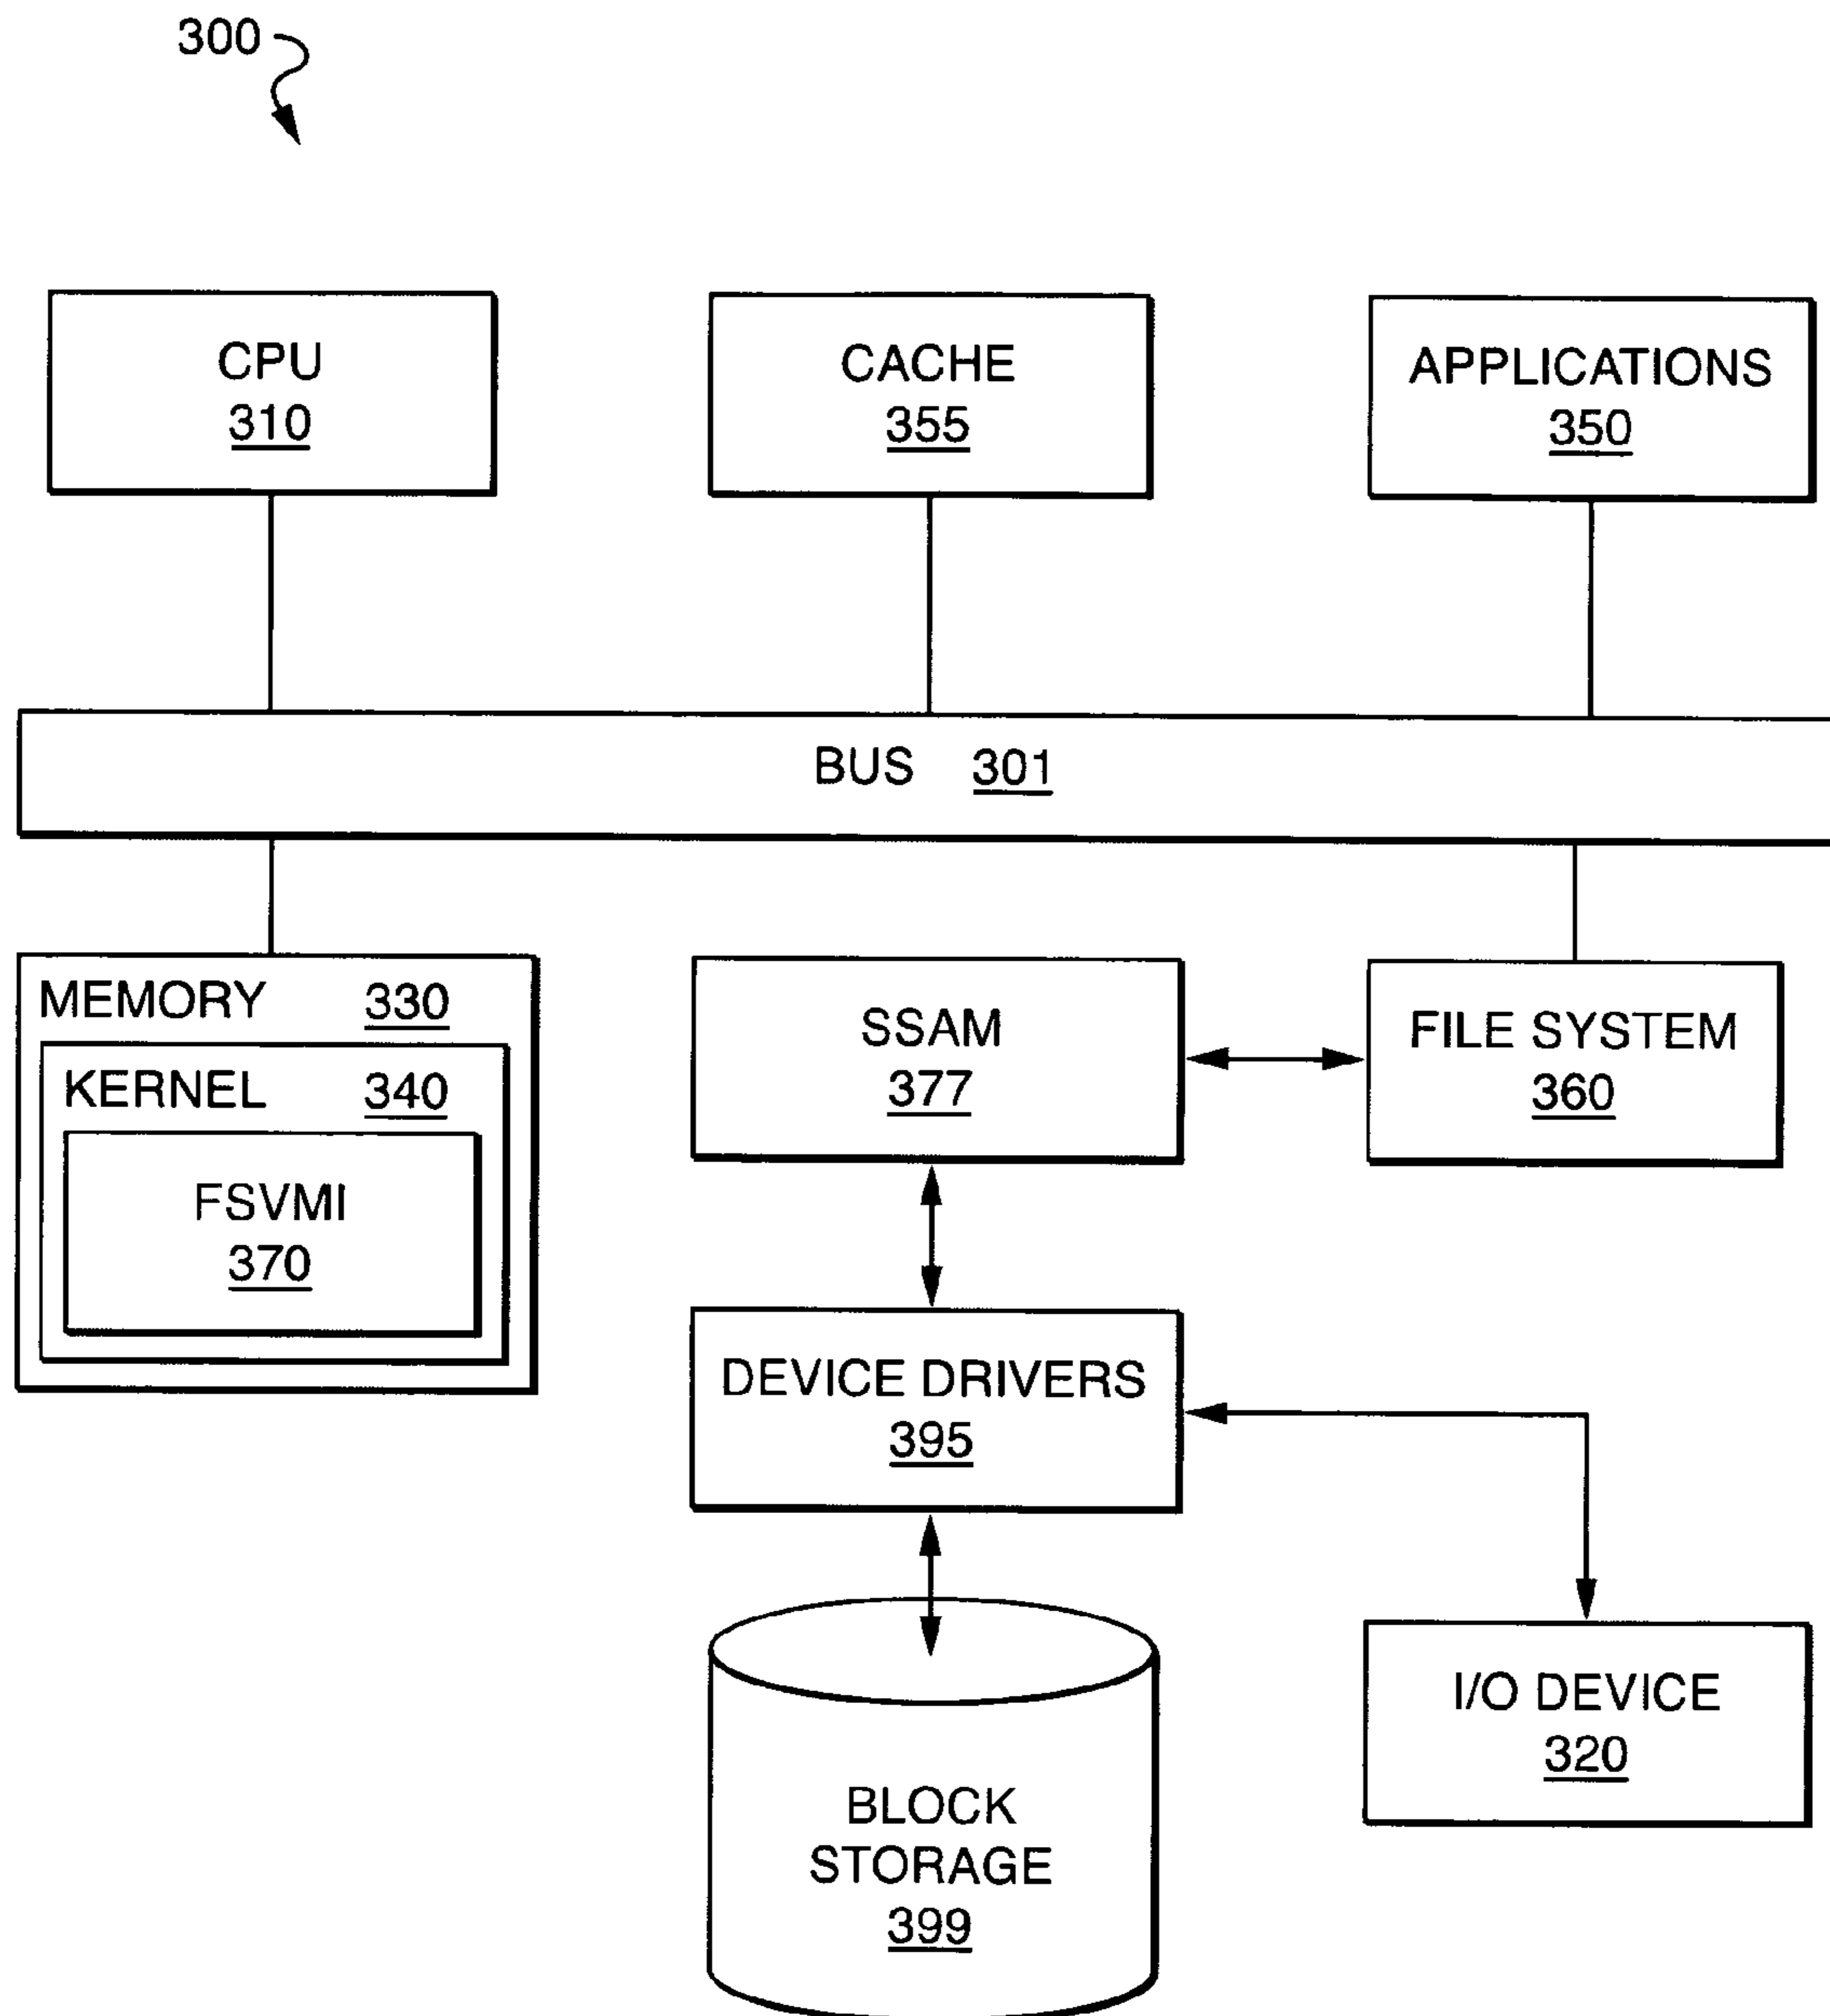 300
CPU
310
CACHE
355
APPLICATIONS
350
BUS 301
MEMORY 330
KERNEL 340
FSVMI
370
SSAM
377
FILE SYSTEM
360
DEVICE DRIVERS
395
BLOCK
STORAGE
399
I/O DEVICE
320